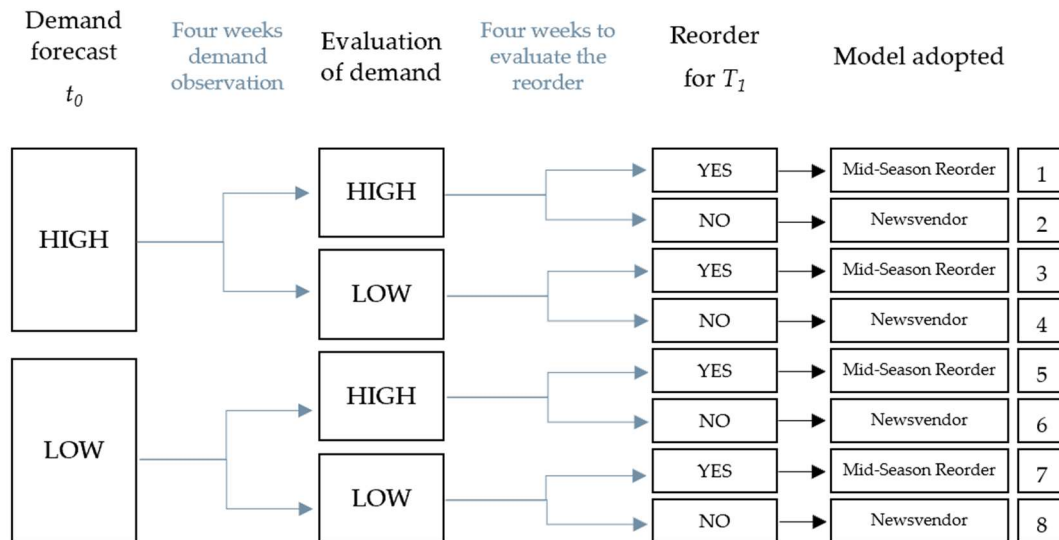 Demand
forecast
t0
Four weeks
demand
observation
Evaluation
of demand
Four weeks to
evaluate the
reorder
Reorder
for T1
Model adopted
HIGH
HIGH
YES
Mid-Season Reorder
1
NO
Newsvendor
2
LOW
YES
Mid-Season Reorder
3
NO
Newsvendor
4
LOW
HIGH
YES
Mid-Season Reorder
5
NO
Newsvendor
6
LOW
YES
Mid-Season Reorder
7
NO
Newsvendor
8